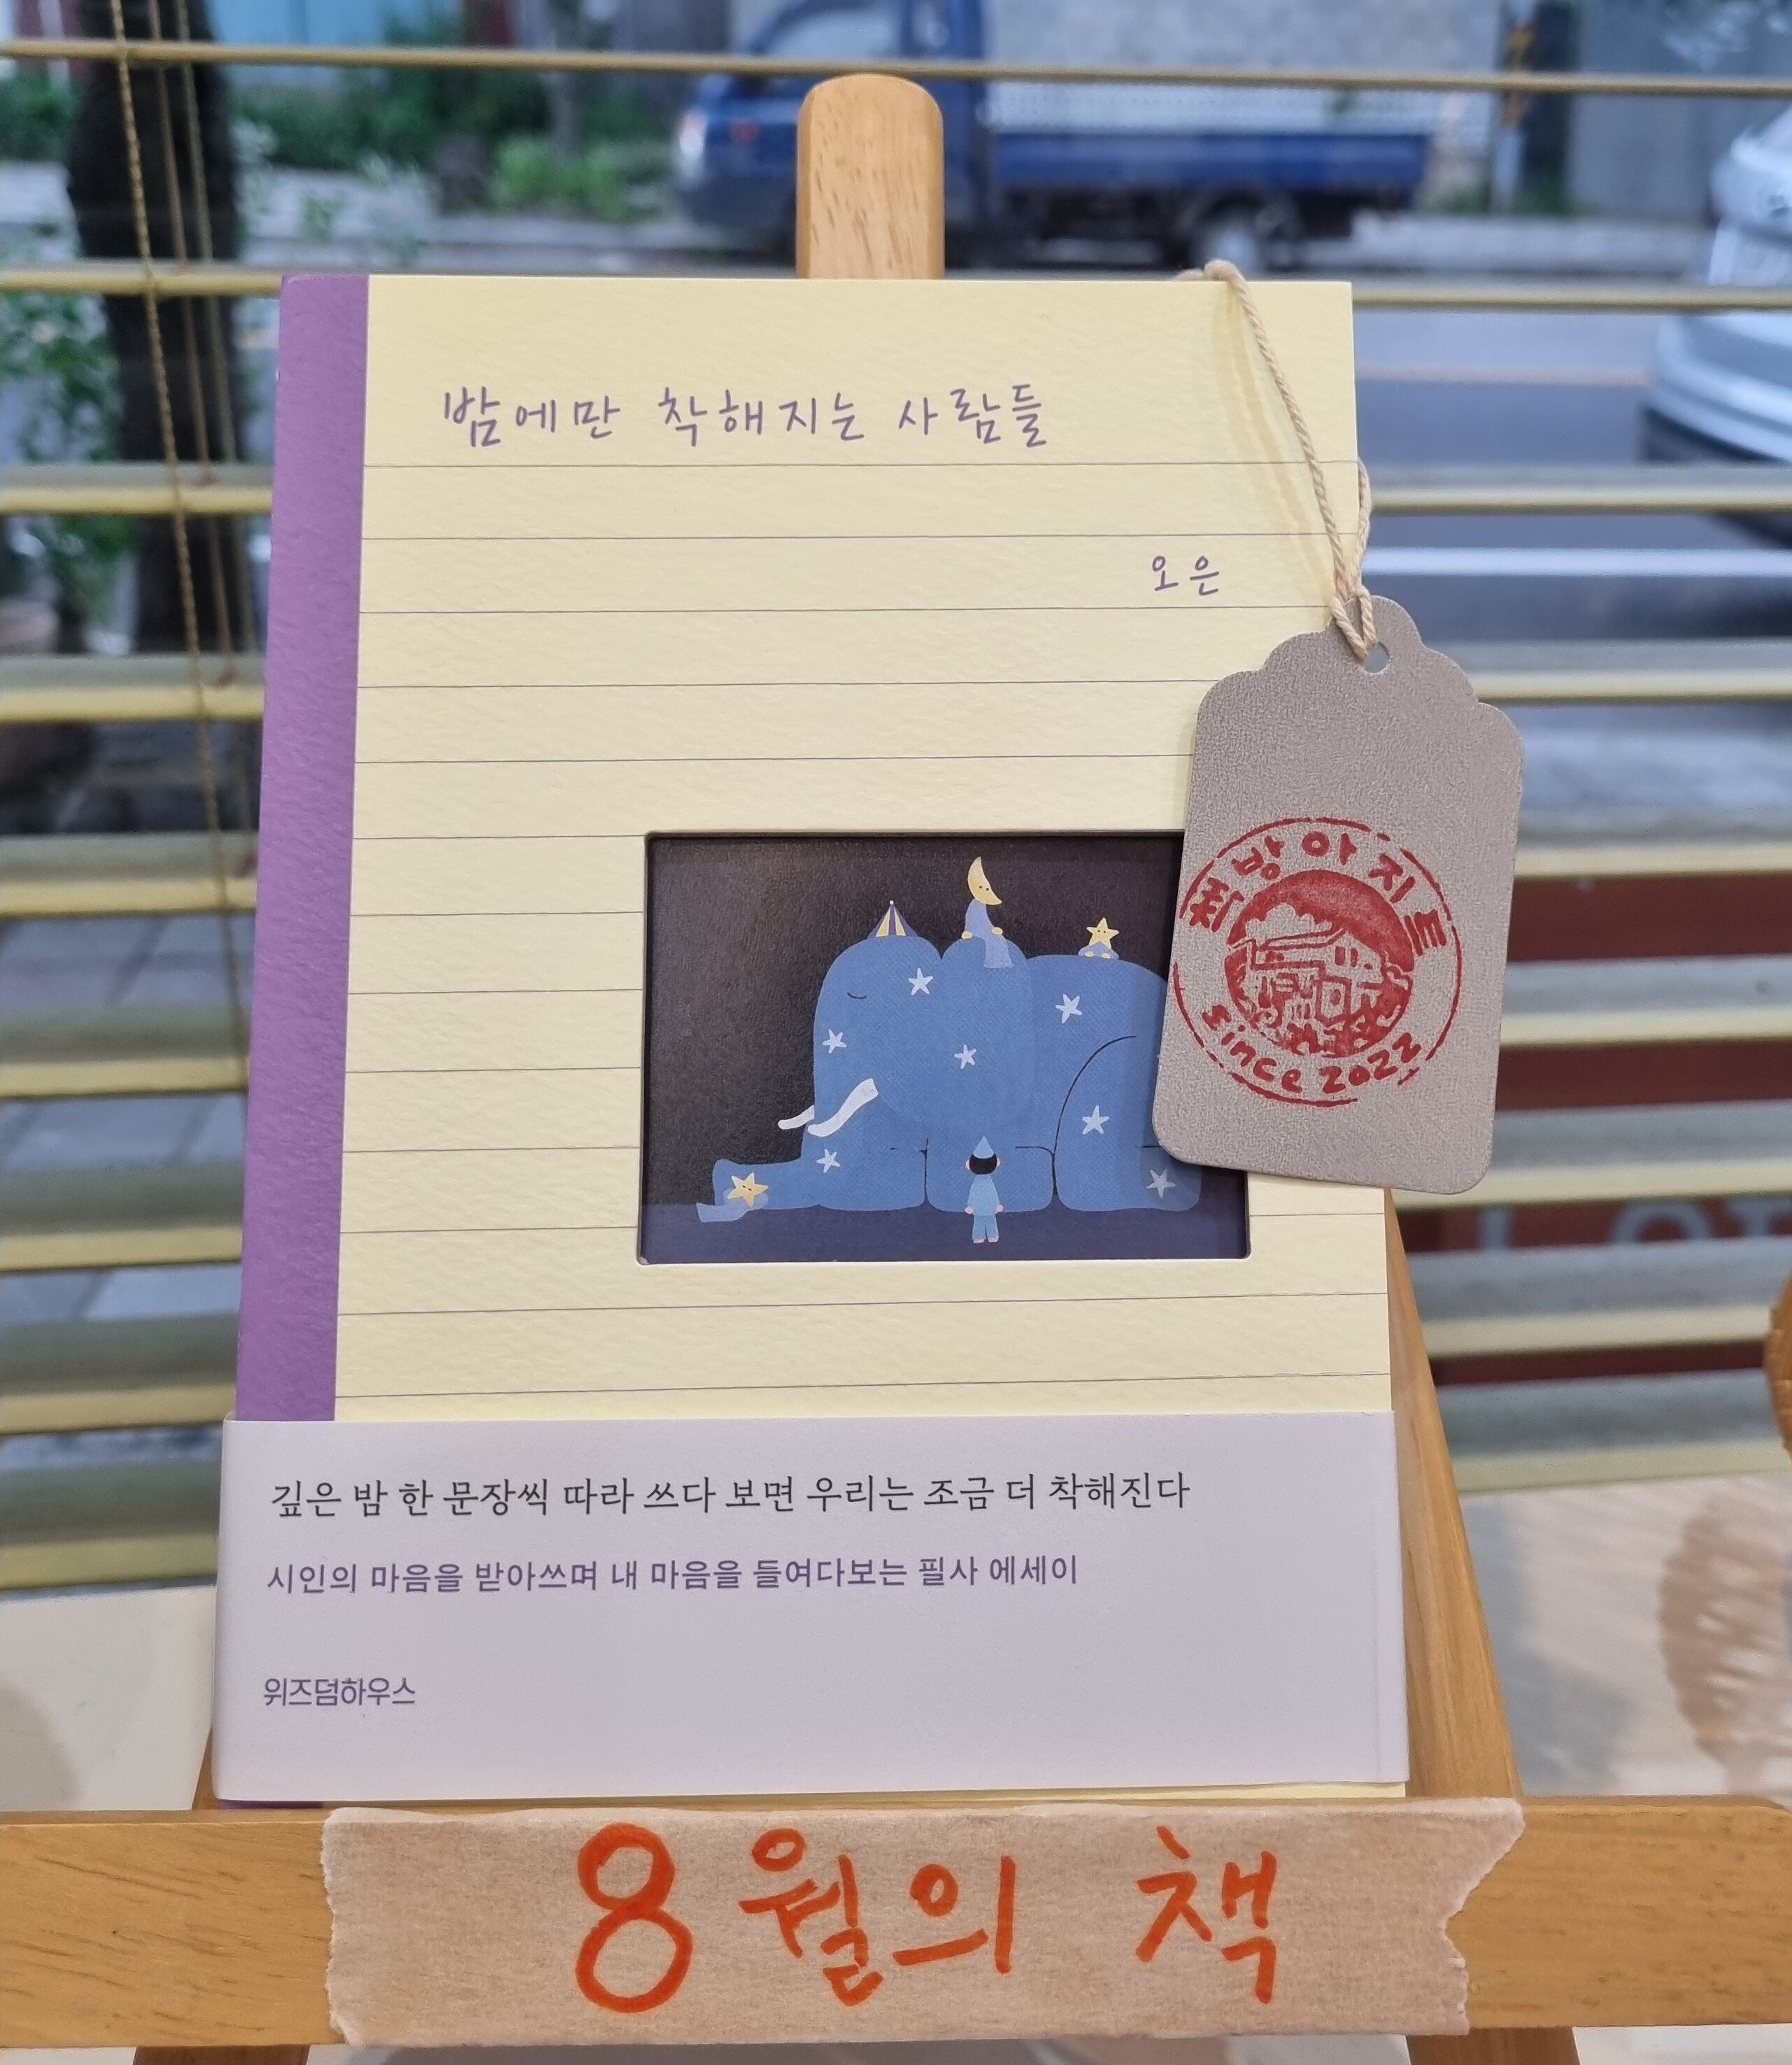 밤에만 착해지는 사람들
오은
책방아지트
since 2022
깊은 밤 한 문장씩 따라 쓰다 보면 우리는 조금 더 착해진다
시인의 마음을 받아쓰며 내 마음을 들여다보는 필사 에세이
위즈덤하우스
8월의 책